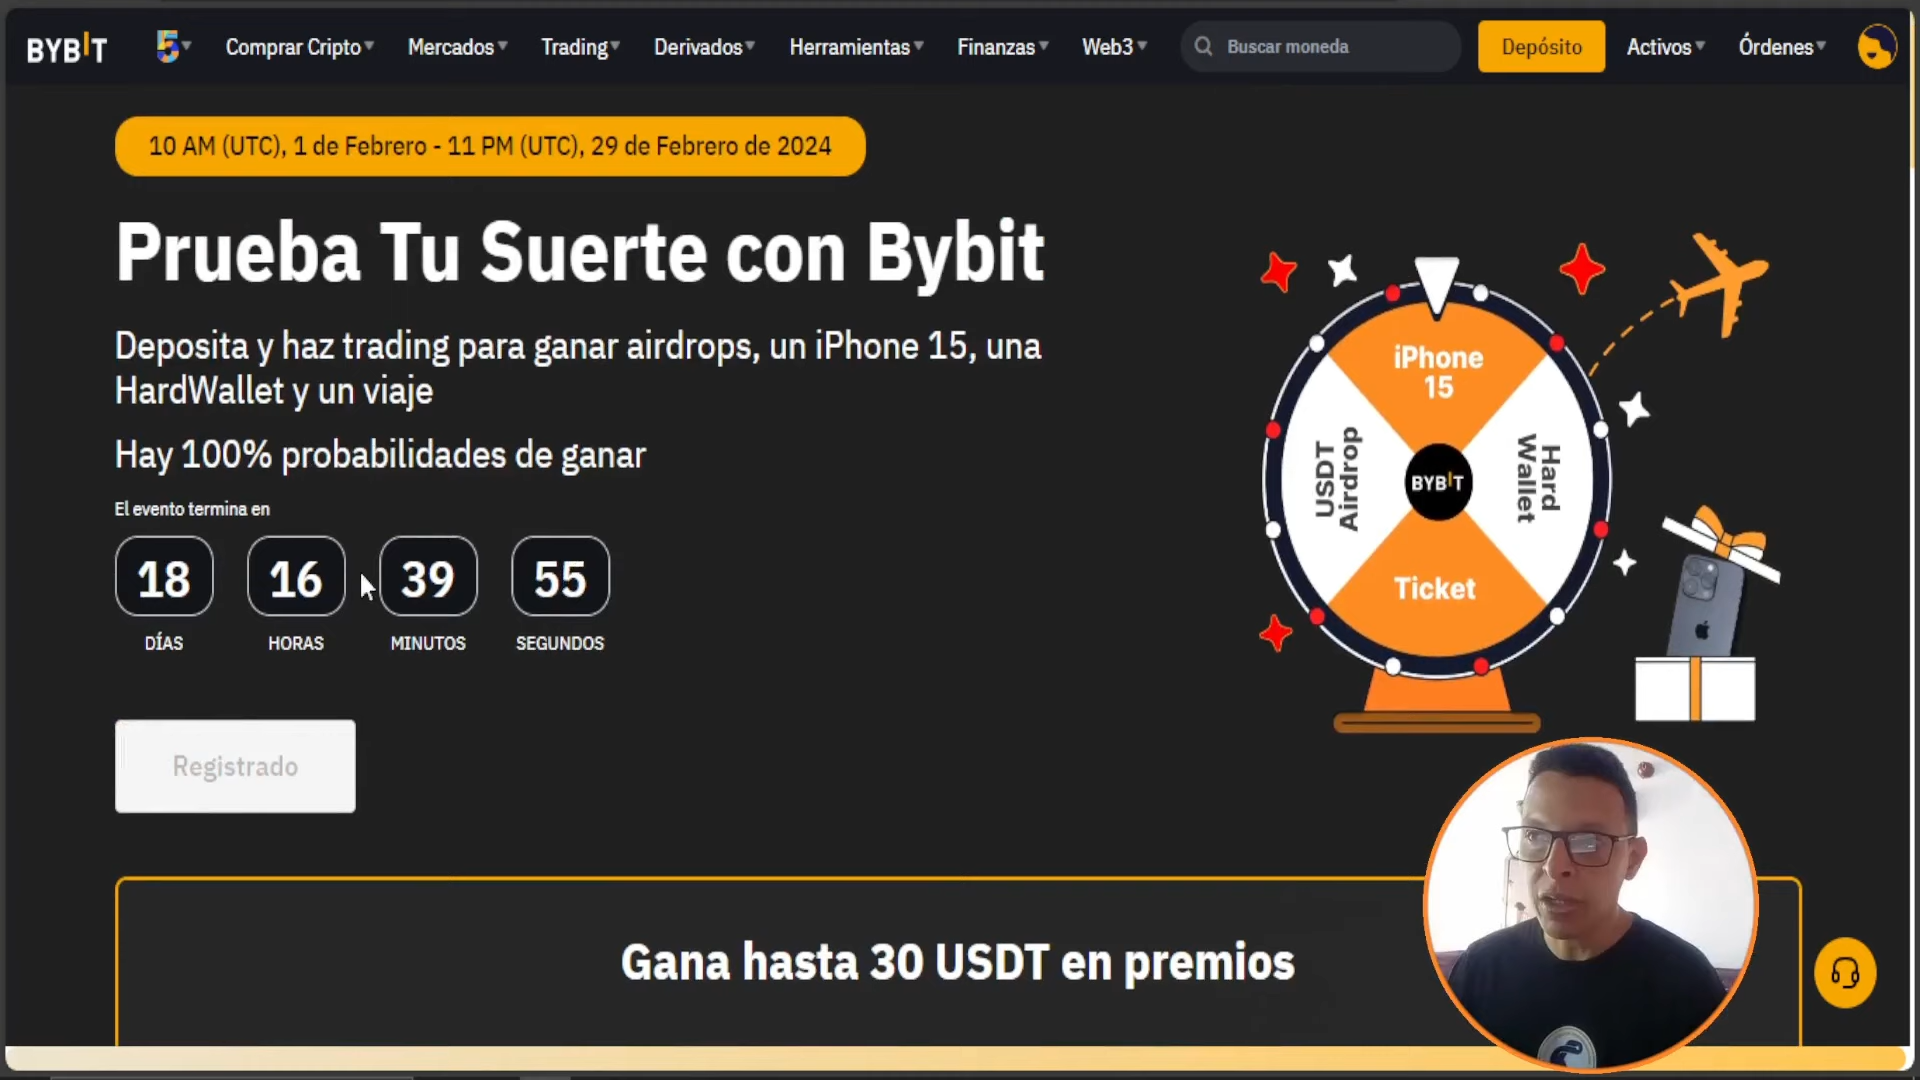 BYBIT
5
Comprar Cripto
Mercados
Trading
Derivados
Herramientas
Finanzas
Web3
Buscar moneda
Depósito
Activos
Órdenes
10 AM (UTC), 1 de Febrero - 11 PM (UTC), 29 de Febrero de 2024
Prueba Tu Suerte con Bybit
Deposita y haz trading para ganar airdrops, un iPhone 15, una
HardWallet y un viaje
Hay 100% probabilidades de ganar
El evento termina en
18
16
39
55
DÍAS
HORAS
MINUTOS
SEGUNDOS
Registrado
iPhone
15
USDT
Airdrop
BYBIT
Hard
Wallet
Ticket
Gana hasta 30 USDT en premios